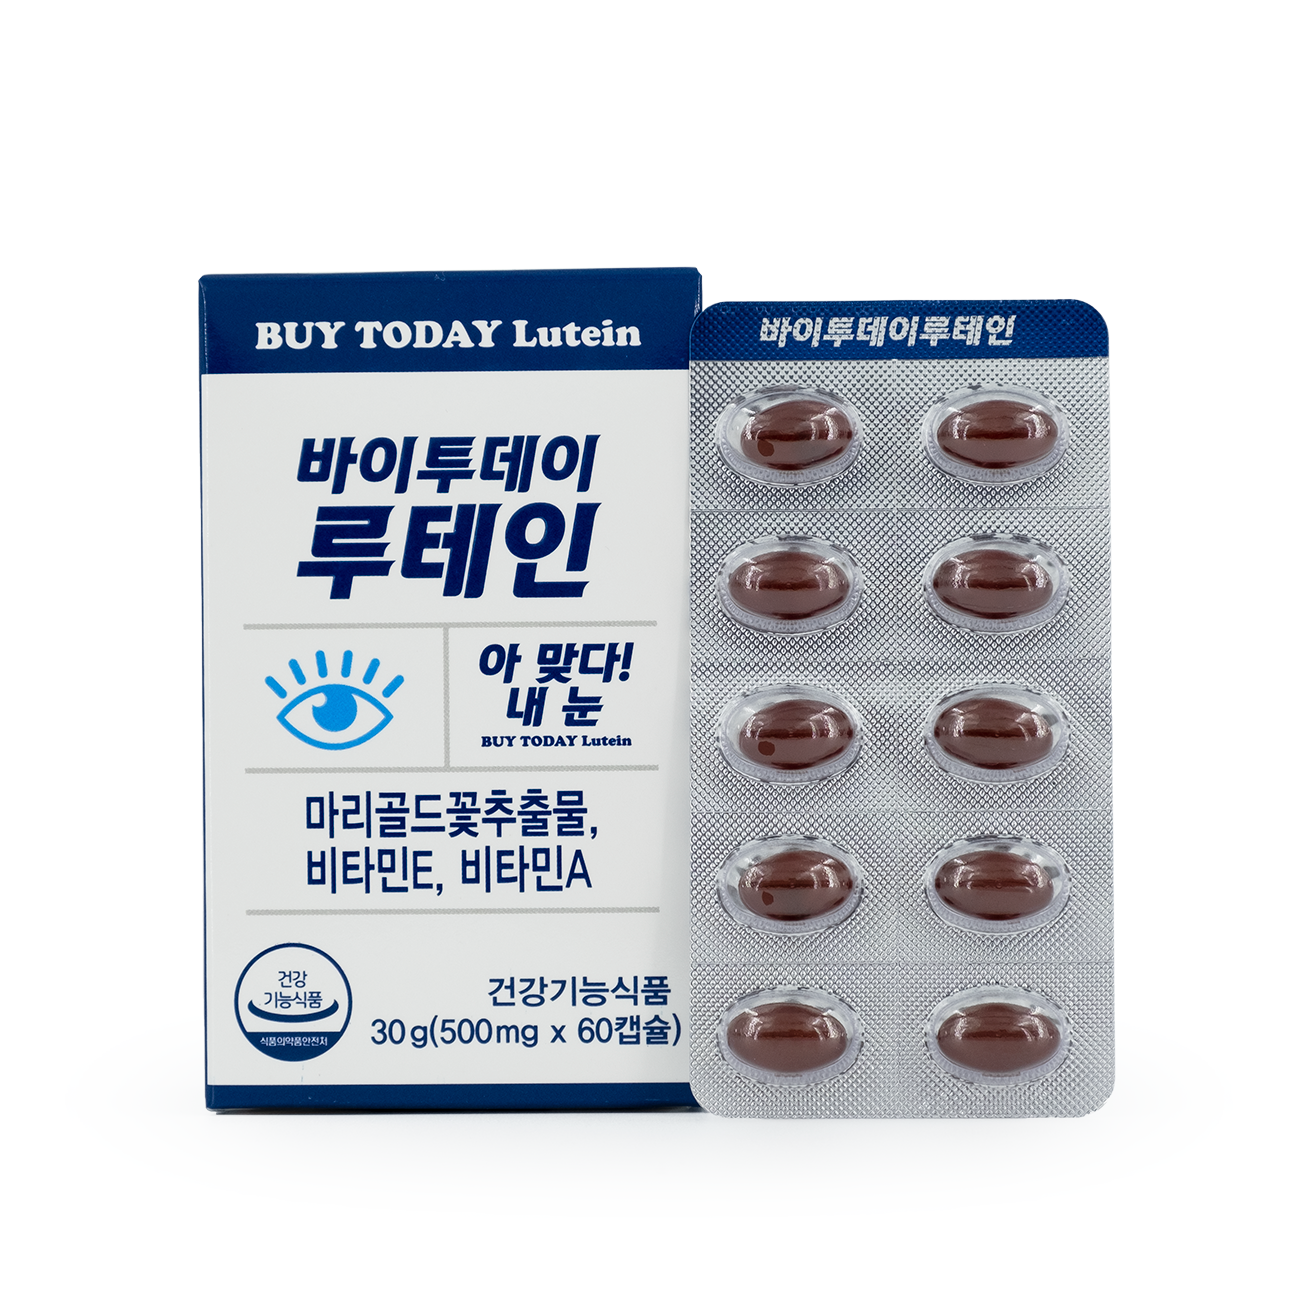 BUY TODAY Lutein
바이투데이
루테인
아 맞다!
내 눈
BUY TODAY Lutein
마리골드꽃추출물,
비타민E, 비타민A
건강
기능식품
식품의약품안전처
건강기능식품
30g(500mg x 60캡슐)
바이투데이루테인